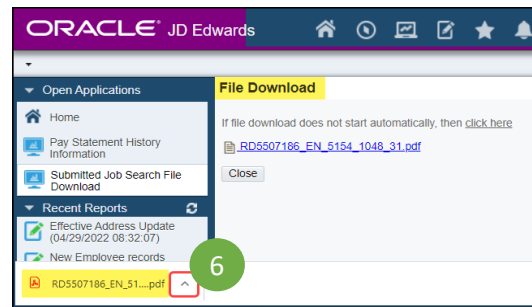 ORACLE® JD Edwards
Open Applications
Home
Pay Statement History
Information
Submitted Job Search File
Download
Recent Reports
Effective Address Update
(04/29/2022 08:32:07)
New Employee records
File Download
If file download does not start automatically, then click here
RD5507186_EN_5154_1048_31.pdf
Close
RD5507186_EN_51....pdf
6